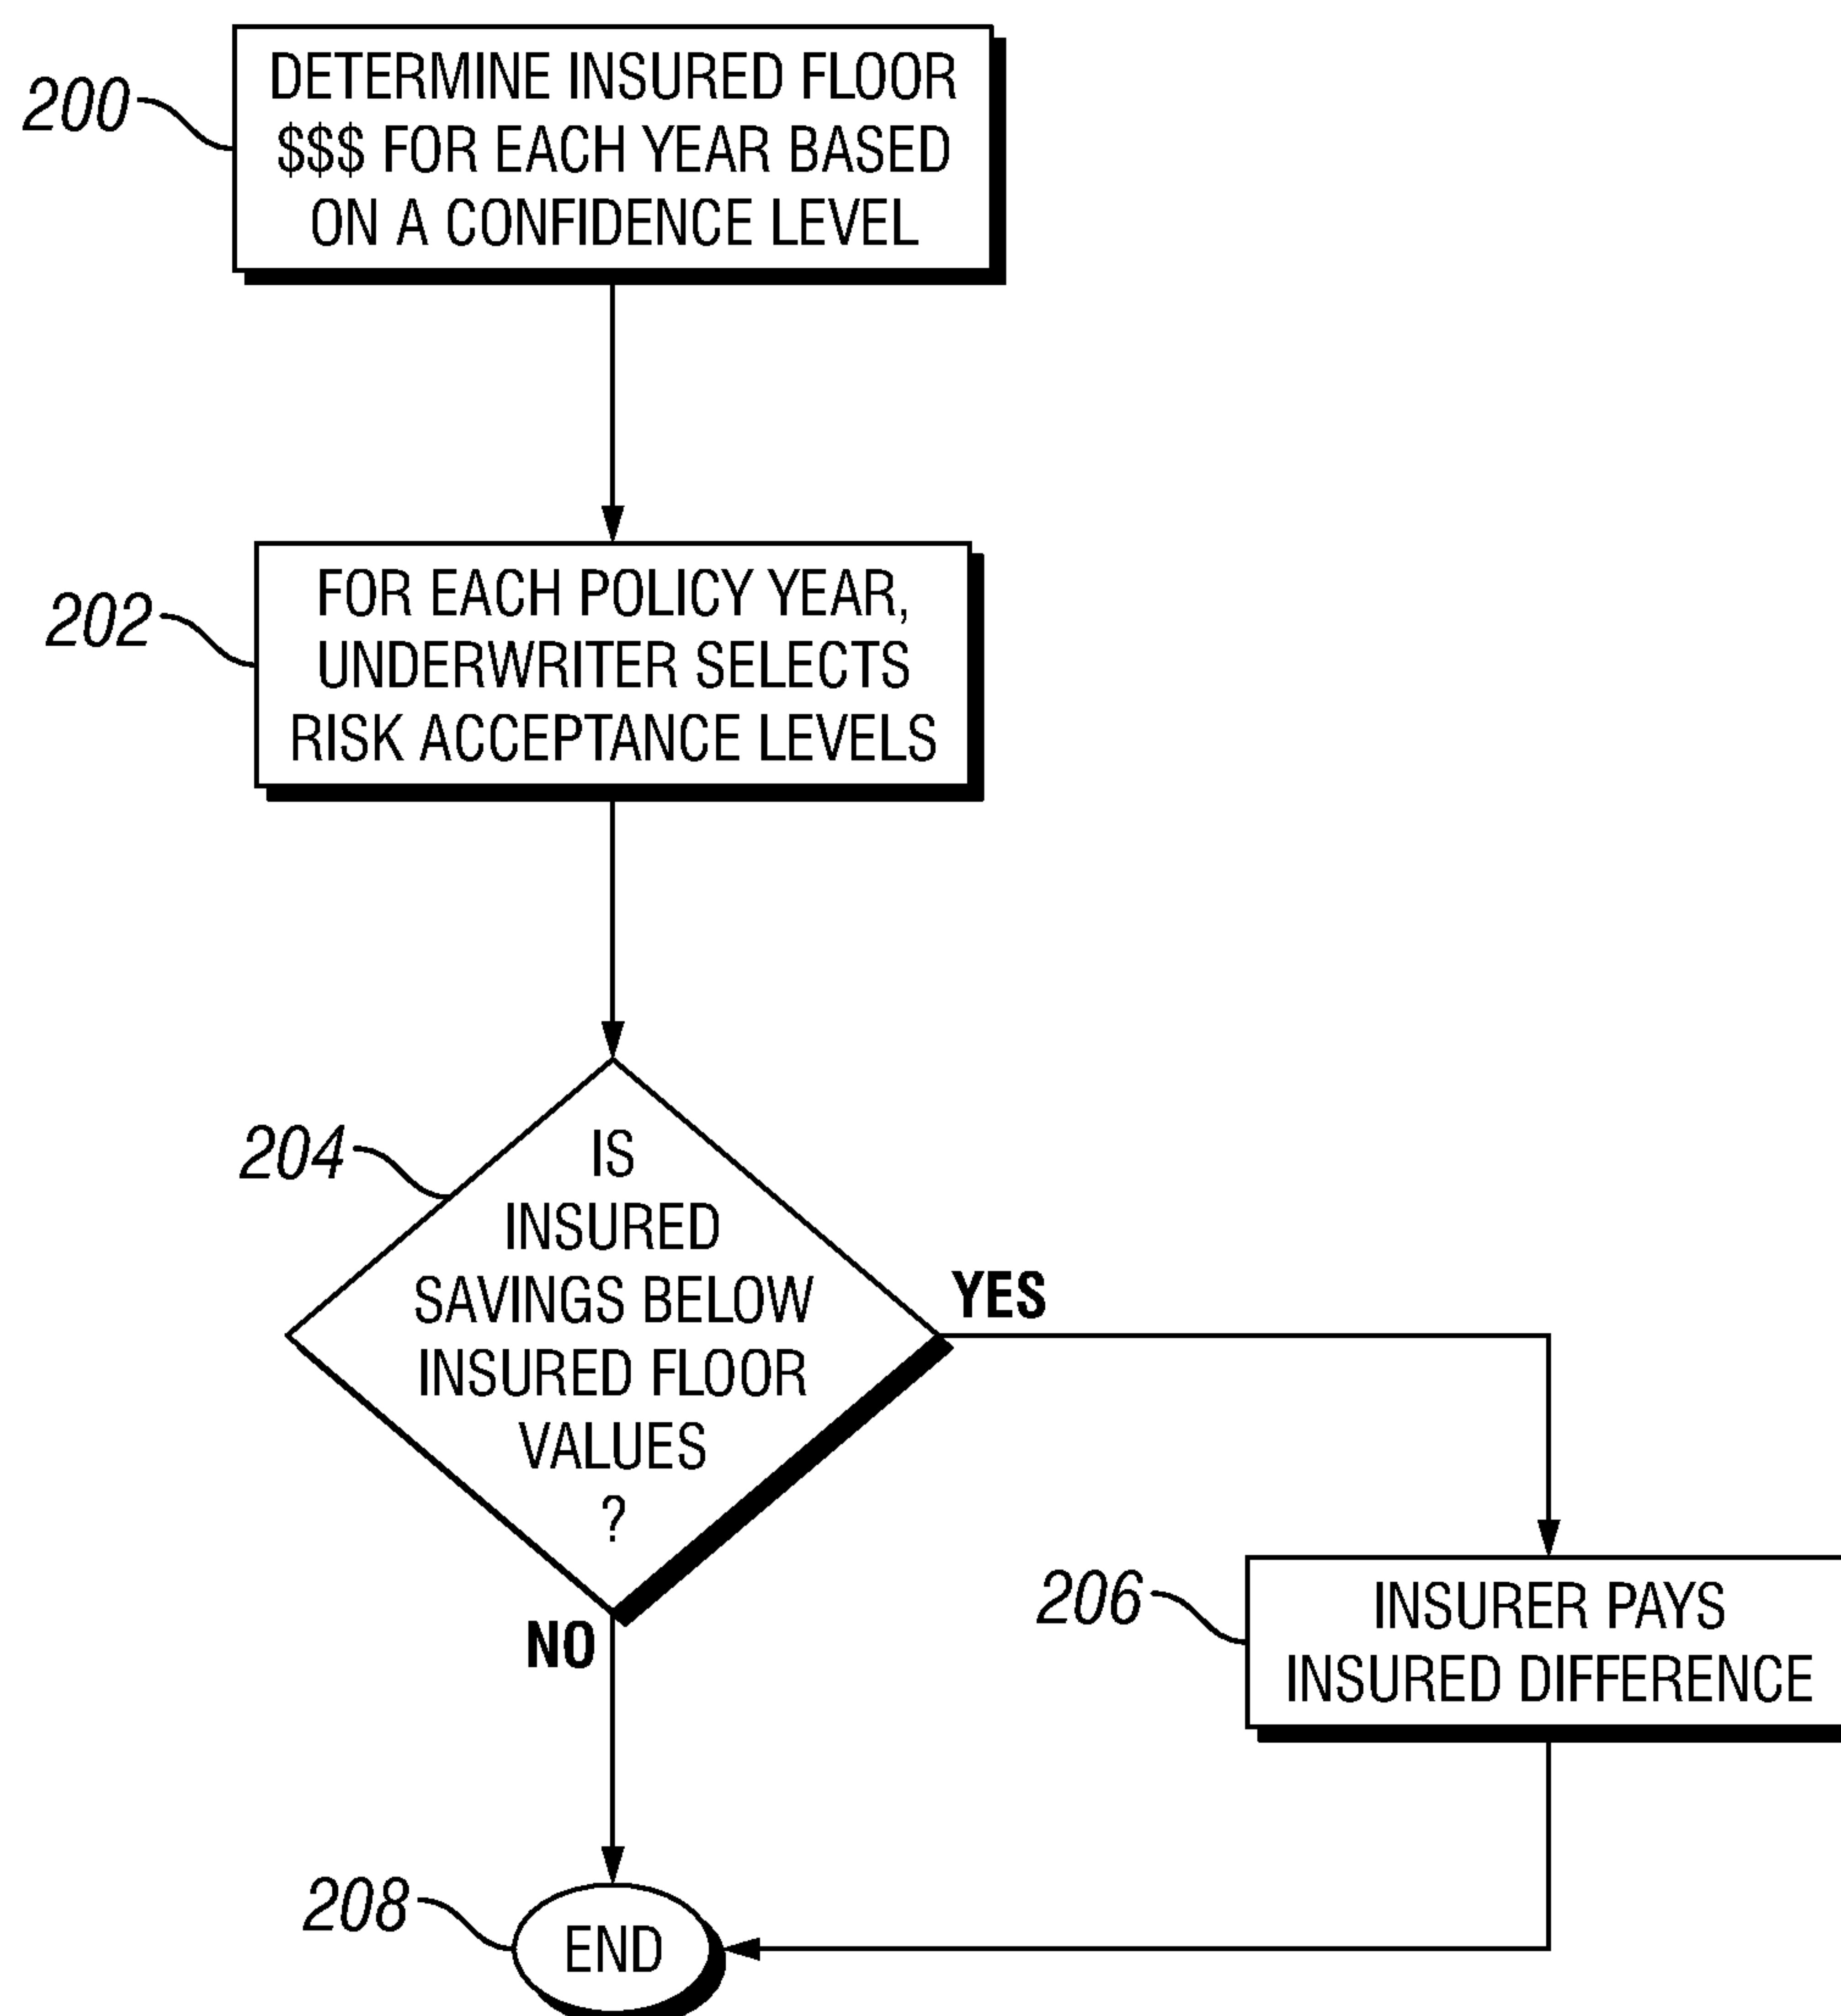 200
DETERMINE INSURED FLOOR
$$$ FOR EACH YEAR BASED
ON A CONFIDENCE LEVEL
202
FOR EACH POLICY YEAR,
UNDERWRITER SELECTS
RISK ACCEPTANCE LEVELS
204
IS
INSURED
SAVINGS BELOW
INSURED FLOOR
VALUES
?
YES
NO
206
INSURER PAYS
INSURED DIFFERENCE
208
END